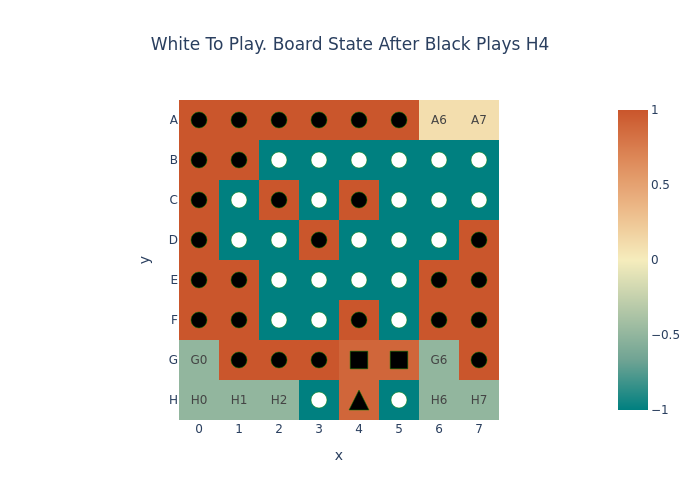 White To Play. Board State After Black Plays H4
A A6 A7 1
B
C 0.5
D
y
E 0
F
G G0 G6 −0.5
H H0 H1 H2 H6 H7 −1
0 1 2 3 4 5 6 7
x